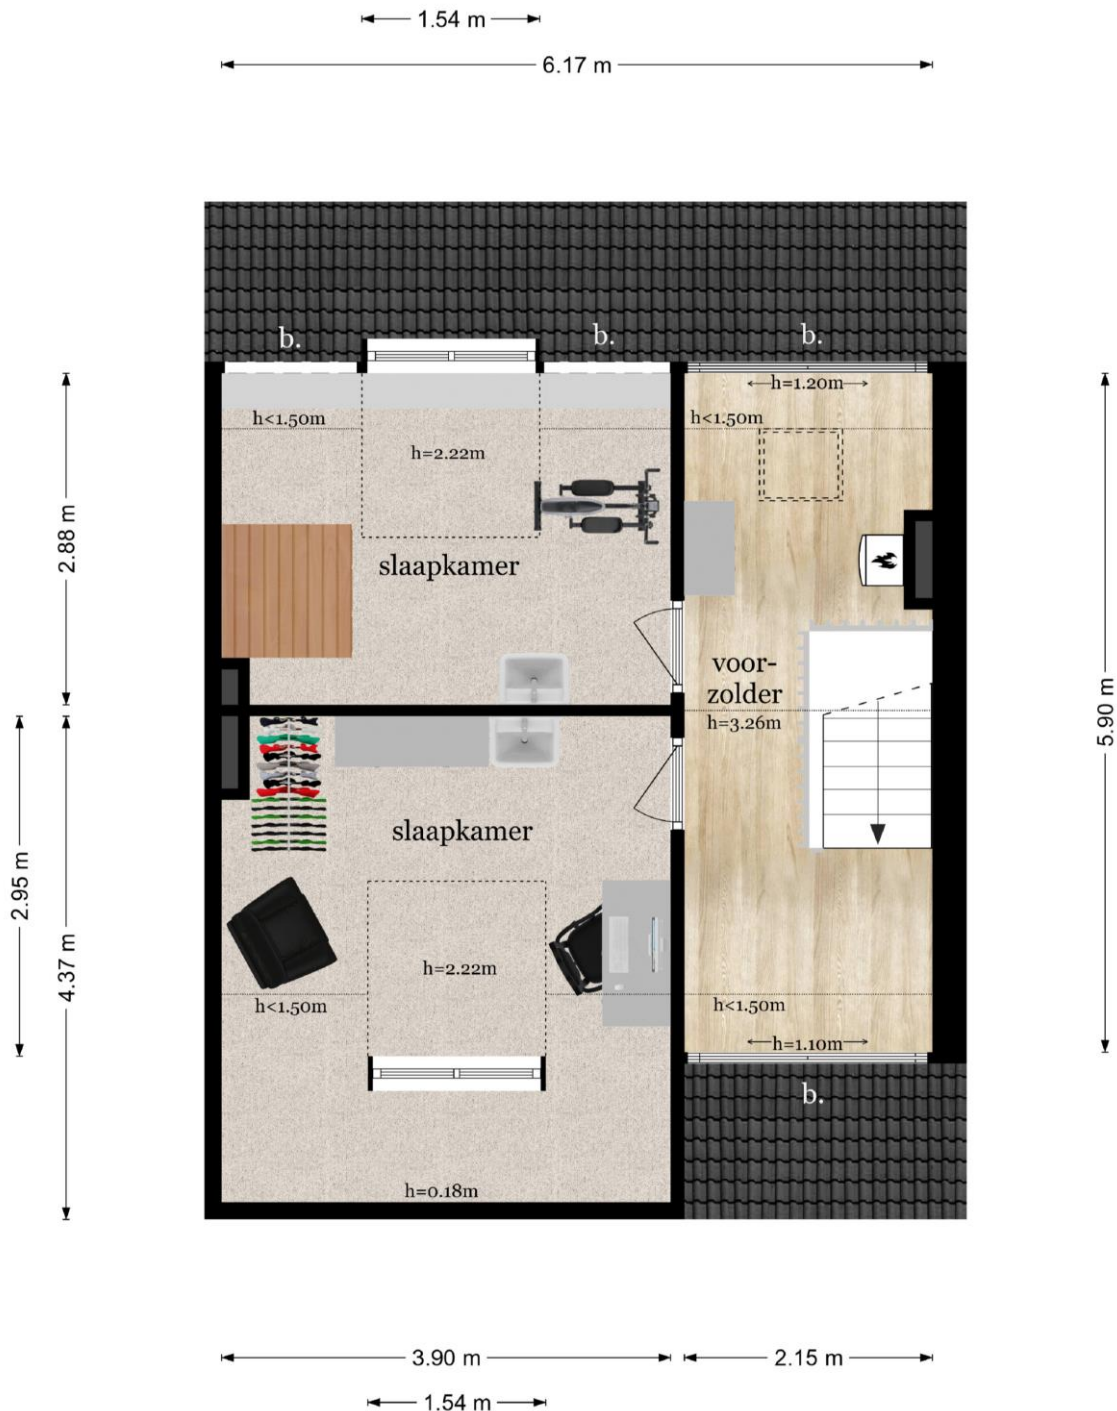 1.54 m
6.17 m
b.
b.
b.
h=1.20m
h<1.50m
h<1.50m
h=2.22m
2.88 m
slaapkamer
voor-
zolder
h=3.26m
5.90 m
slaapkamer
2.95 m
4.37 m
h=2.22m
h<1.50m
h<1.50m
h=1.10m
b.
h=0.18m
3.90 m
2.15 m
1.54 m